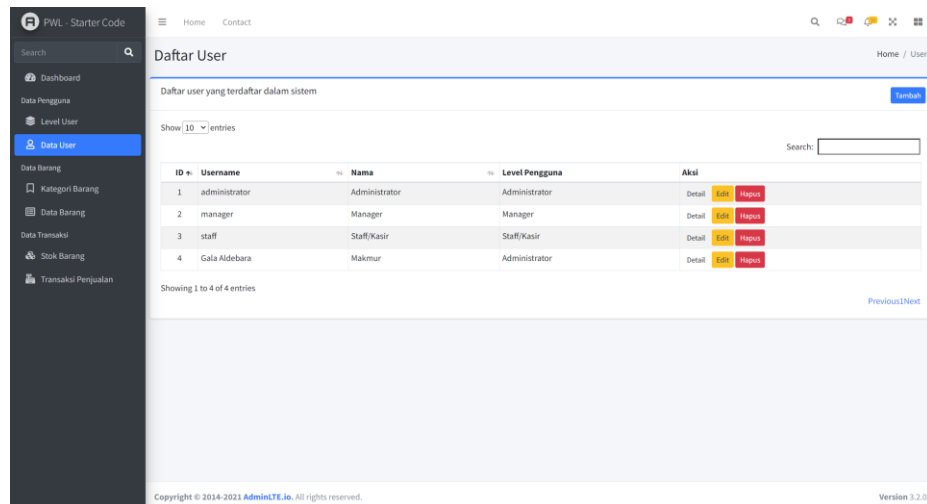 PWL - Starter Code
Home Contact
Search
Dashboard
Data Pengguna
Level User
Data User
Data Barang
Kategori Barang
Data Barang
Data Transaksi
Stok Barang
Transaksi Penjualan
Daftar User
Home / User
Daftar user yang terdaftar dalam sistem
Tambah
Show 10 entries
Search:
ID Username Nama Level Pengguna Aksi
1 administrator Administrator Administrator Detail Edit Hapus
2 manager Manager Manager Detail Edit Hapus
3 staff Staff/Kasir Staff/Kasir Detail Edit Hapus
4 Gala Aldebara Makmur Administrator Detail Edit Hapus
Showing 1 to 4 of 4 entries
Previous1Next
Copyright © 2014-2021 AdminLTE.io. All rights reserved.
Version 3.2.0